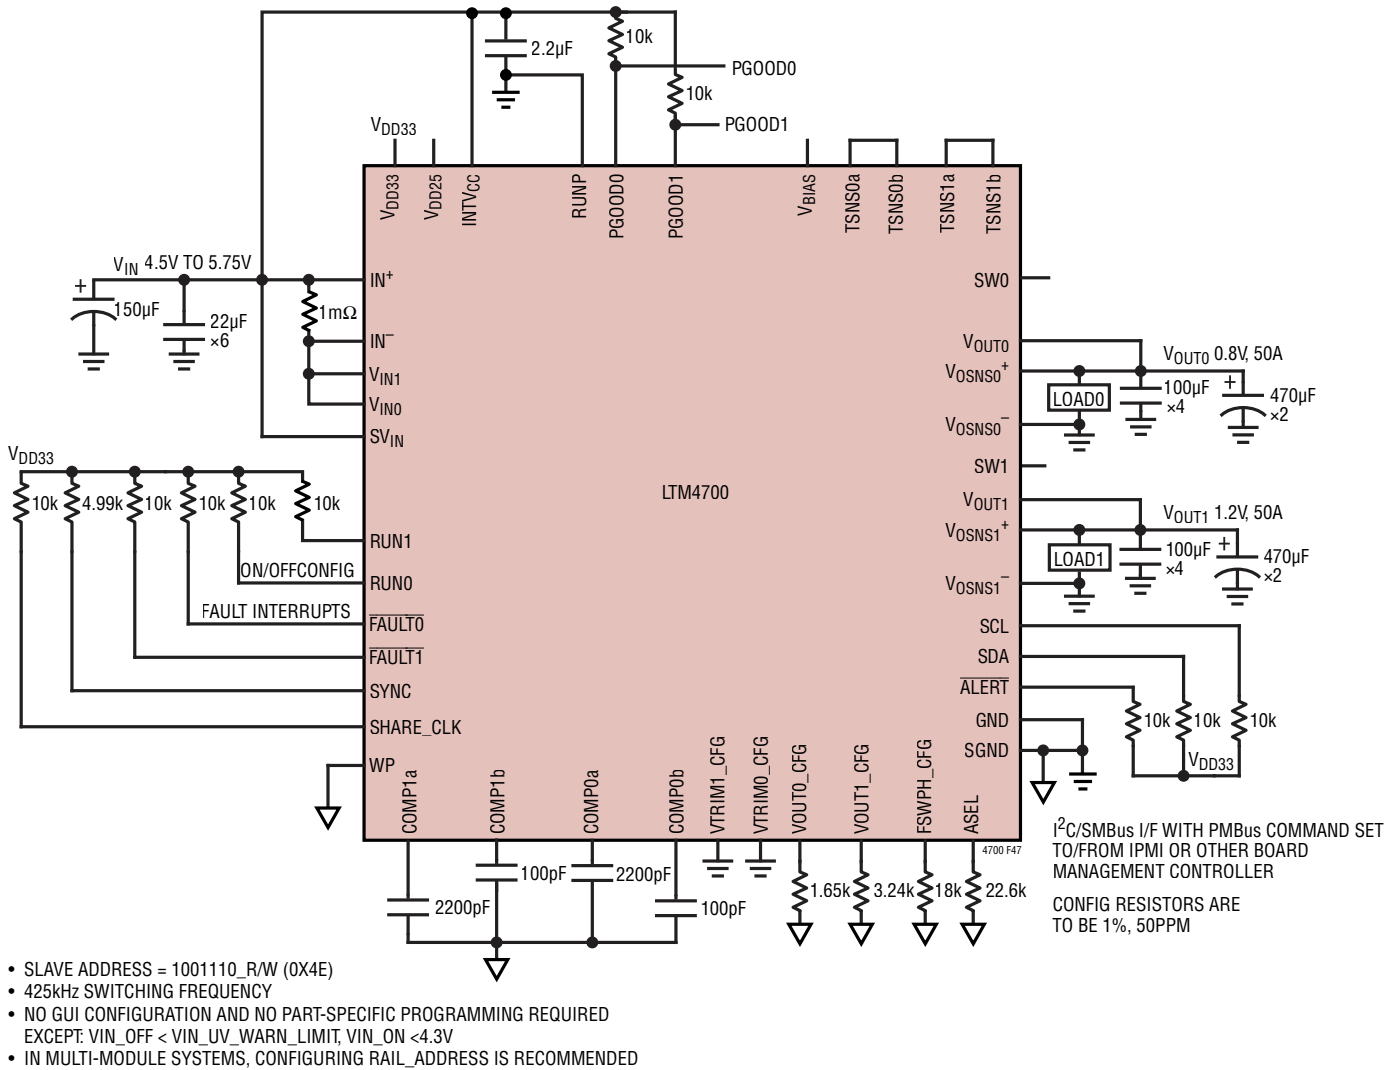 10k
2.2µF
PGOOD0
10k
PGOOD1
VDD33
VDD33
VDD25
INTVCC
RUNP
PGOOD0
PGOOD1
VBIAS
TSNS0a
TSNS0b
TSNS1a
TSNS1b
VIN 4.5V TO 5.75V
+
150µF
22µF
×6
1mΩ
IN+
IN–
VIN1
VIN0
SVIN
SW0
VOUT0
VOUT0 0.8V, 50A
VOSNS0+
LOAD0
100µF
×4
+
470µF
×2
VOSNS0–
SW1
VOUT1
VOUT1 1.2V, 50A
VOSNS1+
LOAD1
100µF
×4
+
470µF
×2
VOSNS1–
LTM4700
VDD33
10k
4.99k
10k
10k
10k
10k
RUN1
ON/OFFCONFIG
RUN0
FAULT INTERRUPTS
FAULT0
FAULT1
SYNC
SHARE_CLK
WP
SCL
SDA
ALERT
GND
SGND
10k
10k
10k
VDD33
COMP1a
COMP1b
COMP0a
COMP0b
VTRIM1_CFG
VTRIM0_CFG
VOUT0_CFG
VOUT1_CFG
FSWPH_CFG
ASEL
4700 F47
2200pF
100pF
2200pF
100pF
1.65k
3.24k
18k
22.6k
I2C/SMBus I/F WITH PMBus COMMAND SET
TO/FROM IPMI OR OTHER BOARD
MANAGEMENT CONTROLLER
CONFIG RESISTORS ARE
TO BE 1%, 50PPM
• SLAVE ADDRESS = 1001110_R/W (0X4E)
• 425kHz SWITCHING FREQUENCY
• NO GUI CONFIGURATION AND NO PART-SPECIFIC PROGRAMMING REQUIRED
EXCEPT: VIN_OFF < VIN_UV_WARN_LIMIT, VIN_ON <4.3V
• IN MULTI-MODULE SYSTEMS, CONFIGURING RAIL_ADDRESS IS RECOMMENDED